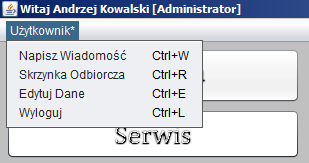 Witaj Andrzej Kowalski [Administrator]
Użytkownik*
Napisz Wiadomość Ctrl+W
Skrzynka Odbiorcza Ctrl+R
Edytuj Dane Ctrl+E
Wyloguj Ctrl+L
Serwis